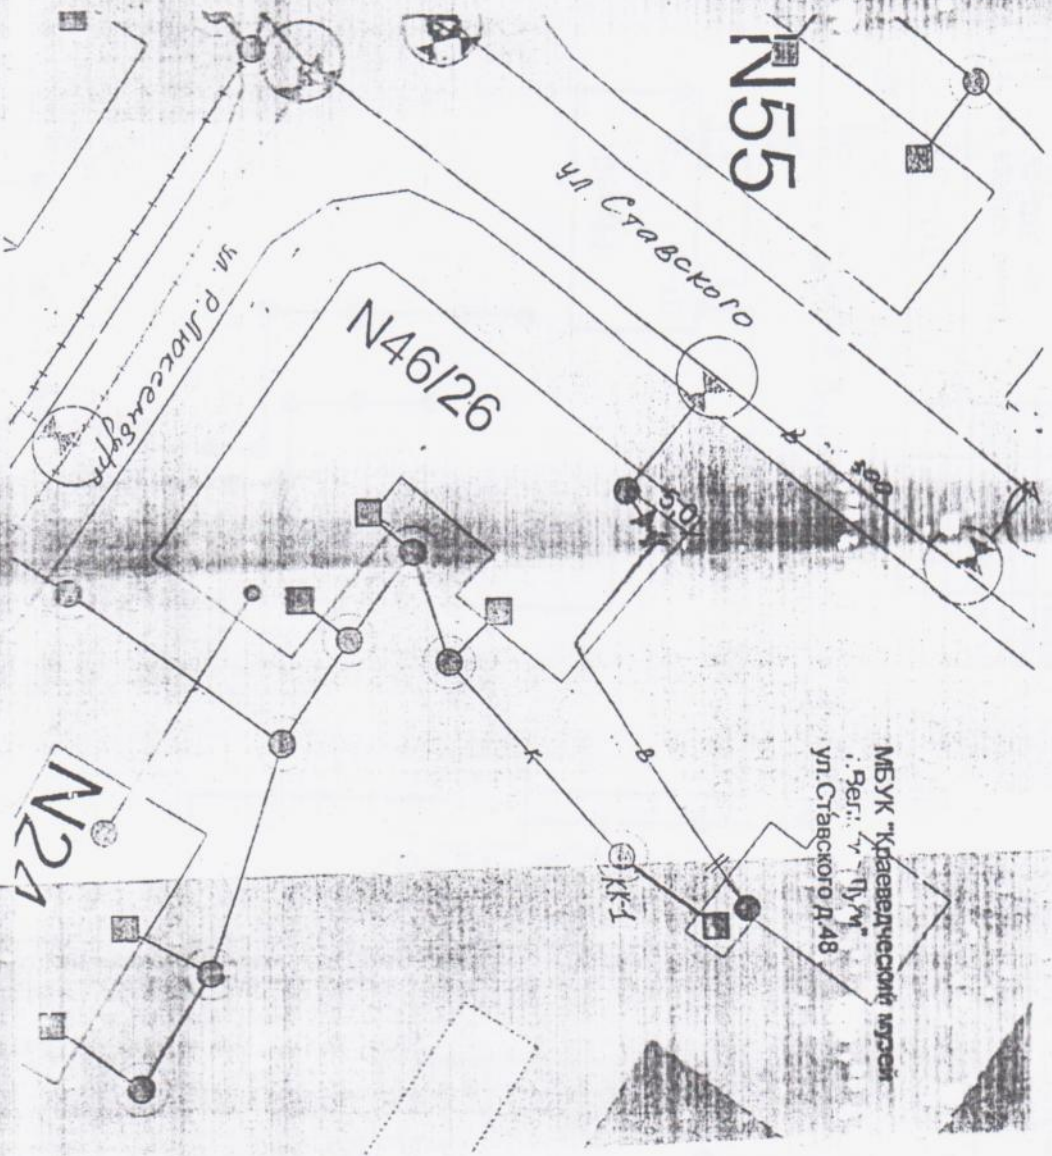 N55
ул. Ставского
ул. Р. Люксембург
N46/26
к
5,0
в
к
N24
КК-1
МБУК "Краеведческий музей"
ул. Ставского д.48